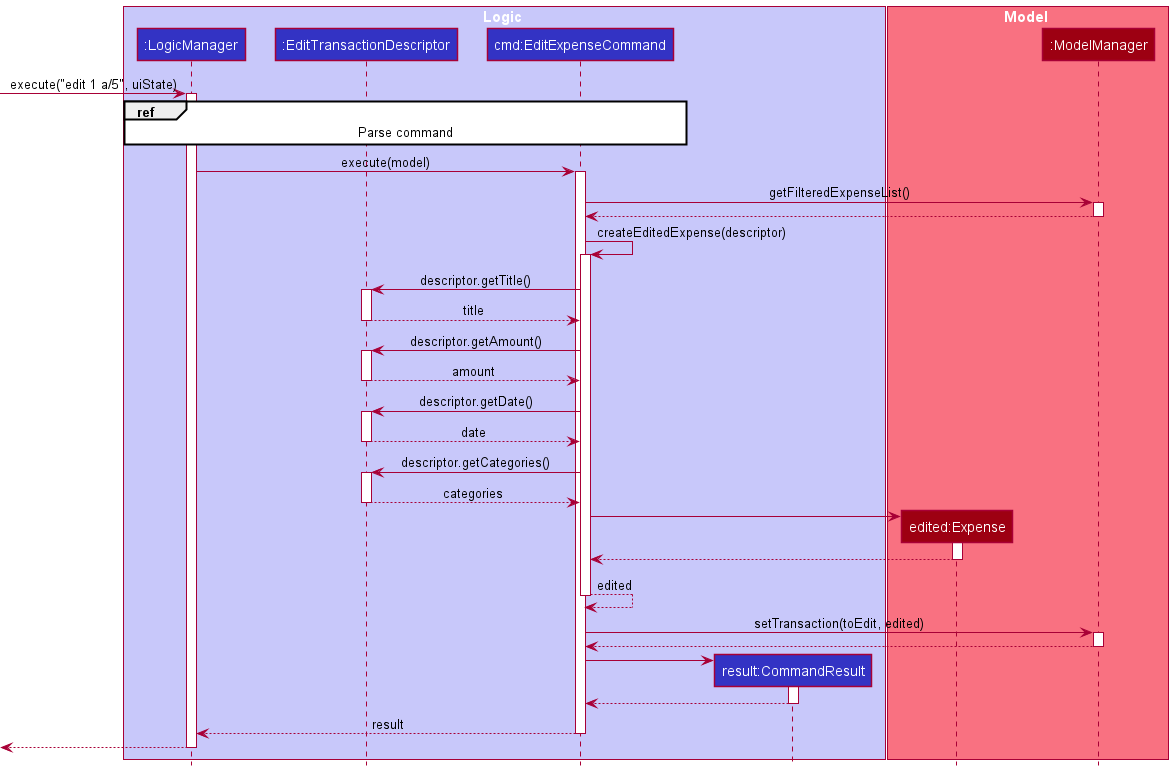 Logic
Model
:LogicManager
:EditTransactionDescriptor
cmd:EditExpenseCommand
:ModelManager
execute("edit 1 a/5", uiState)
ref
Parse command
execute(model)
getFilteredExpenseList()
createEditedExpense(descriptor)
descriptor.getTitle()
title
descriptor.getAmount()
amount
descriptor.getDate()
date
descriptor.getCategories()
categories
edited:Expense
edited
setTransaction(toEdit, edited)
result:CommandResult
result